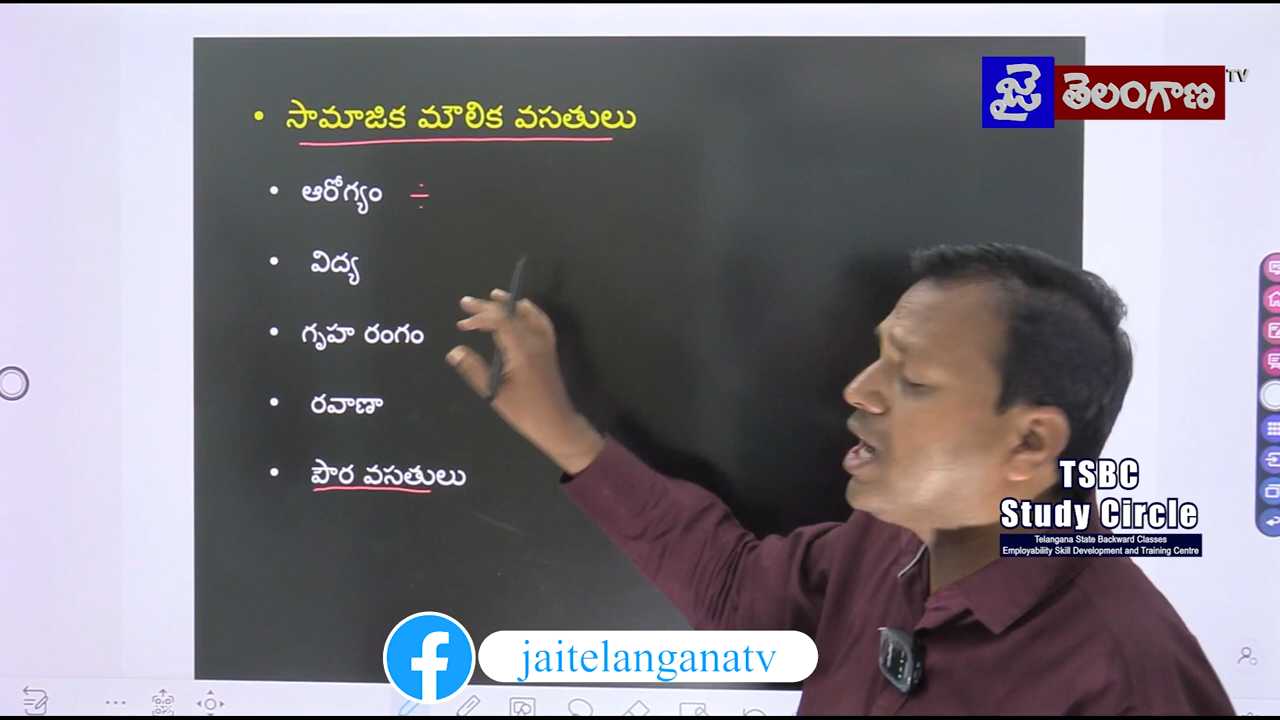 జై తెలంగాణ TV
• సామాజిక మౌలిక వసతులు
• ఆరోగ్యం ÷
• విద్య
• గృహ రంగం
• రవాణా
• పౌర వసతులు
TSBC
Study Circle
Telangana State Backward Classes
Employability Skill Development and Training Centre
jaitelanganatv